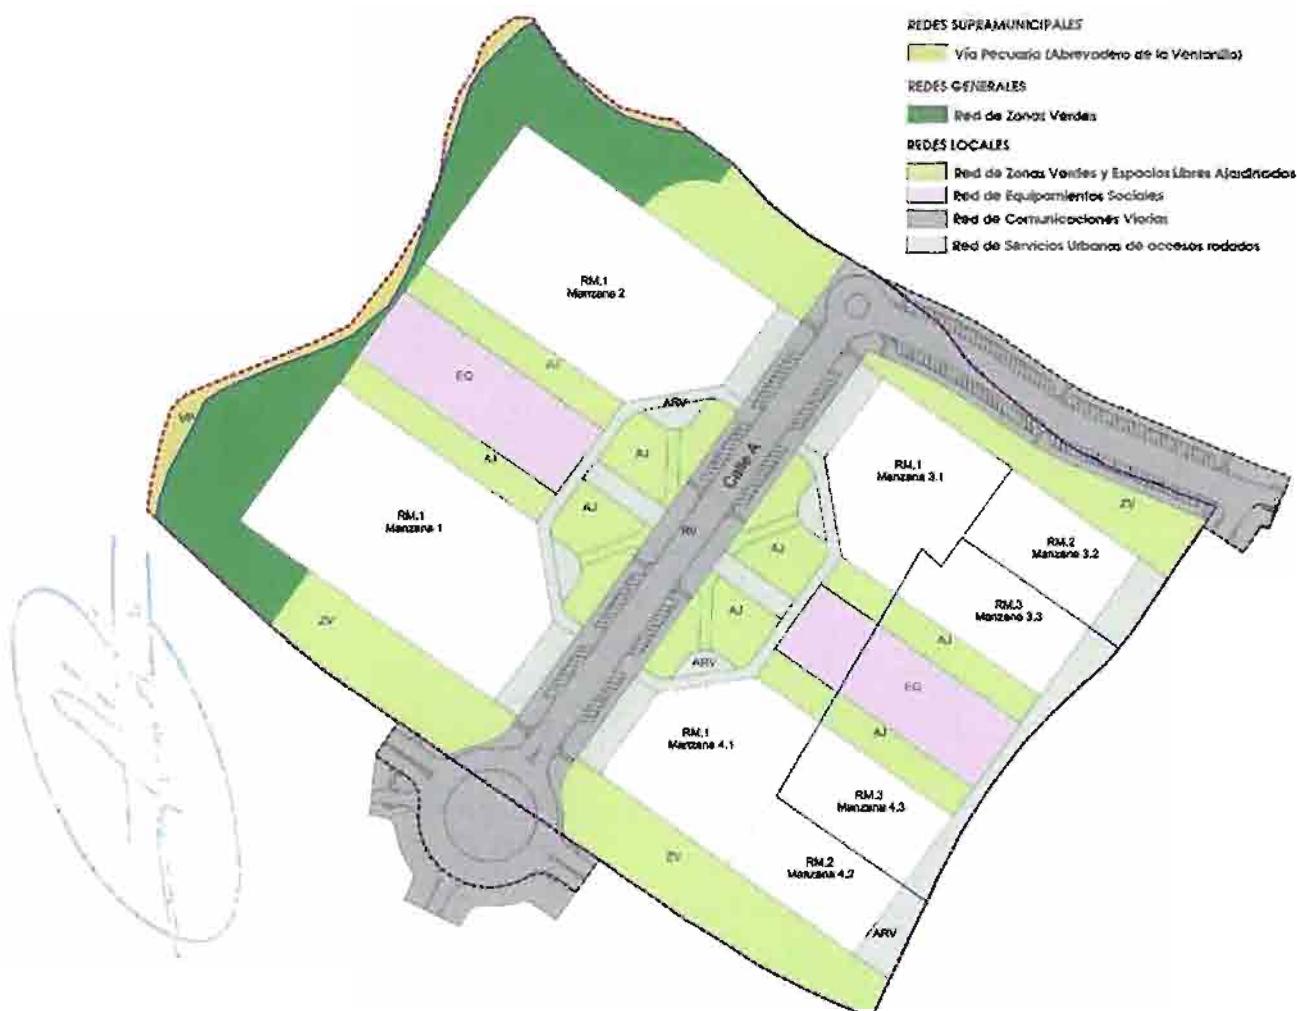 REDES SUPRAMUNICIPALES
Vía Pecuaria (Abrevadero de la Ventanilla)
REDES GENERALES
Red de Zonas Verdes
REDES LOCALES
Red de Zonas Verdes y Espacios Libres Ajardinados
Red de Equipamientos Sociales
Red de Comunicaciones Viarias
Red de Servicios Urbanos de accesos rodados
RM.1
Manzana 2
AJ
EQ
ARV
VP
AJ
AJ
Calle A
RM.1
Manzana 3.1
RM.1
Manzana 1
AJ
RV
ZV
RM.2
Manzana 3.2
AJ
RM.3
Manzana 3.3
AJ
ZV
AJ
ARV
EQ
RM.1
Manzana 4.1
AJ
RM.3
Manzana 4.3
ZV
RM.2
Manzana 4.2
ARV